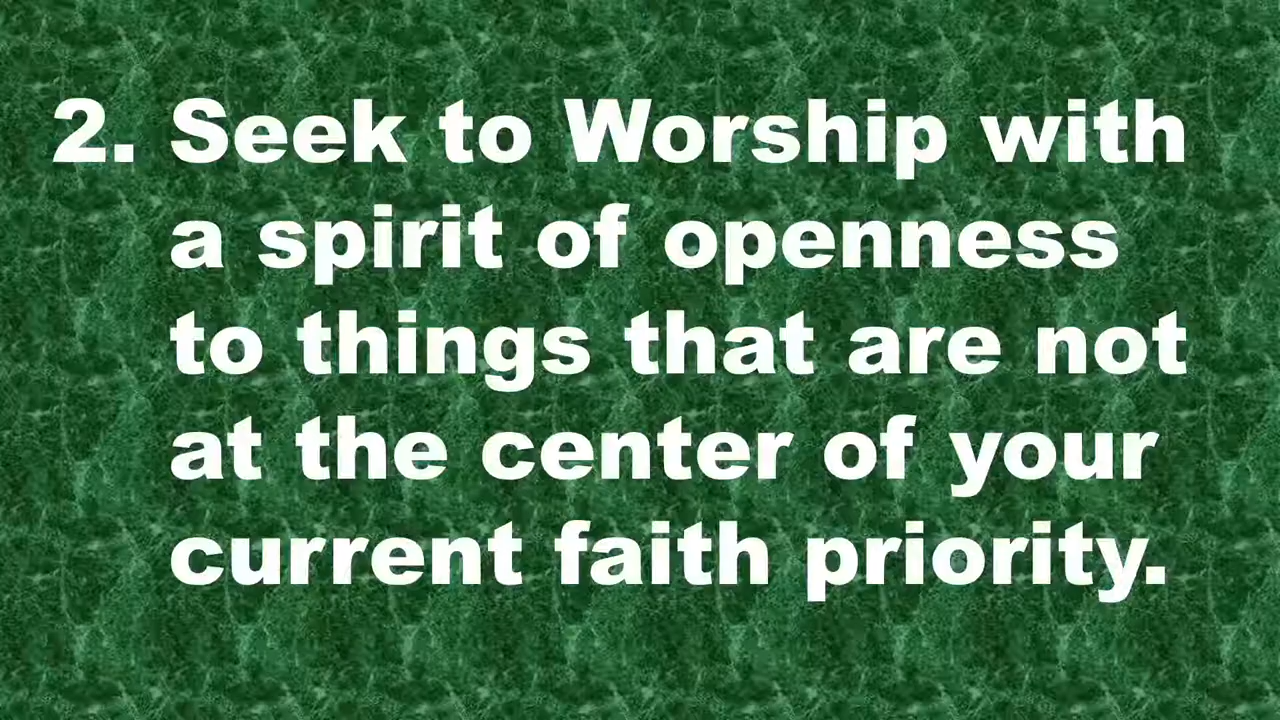 2. Seek to Worship with
a spirit of openness
to things that are not
at the center of your
current faith priority.